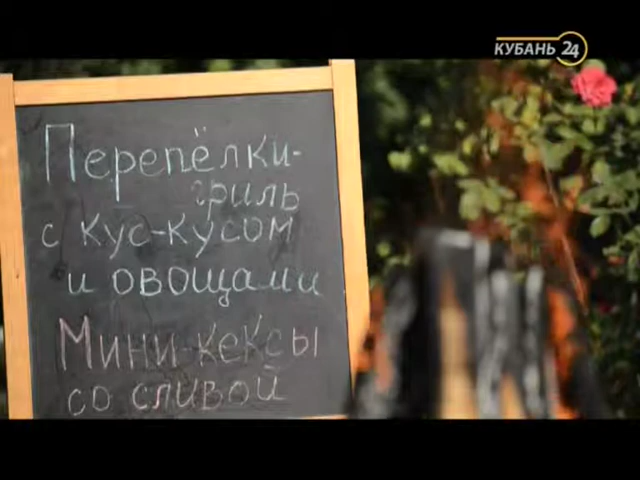 КУБАНЬ 24
Перепёлки-
гриль
с кус-кусом
и овощами
Мини-кексы
со сливой